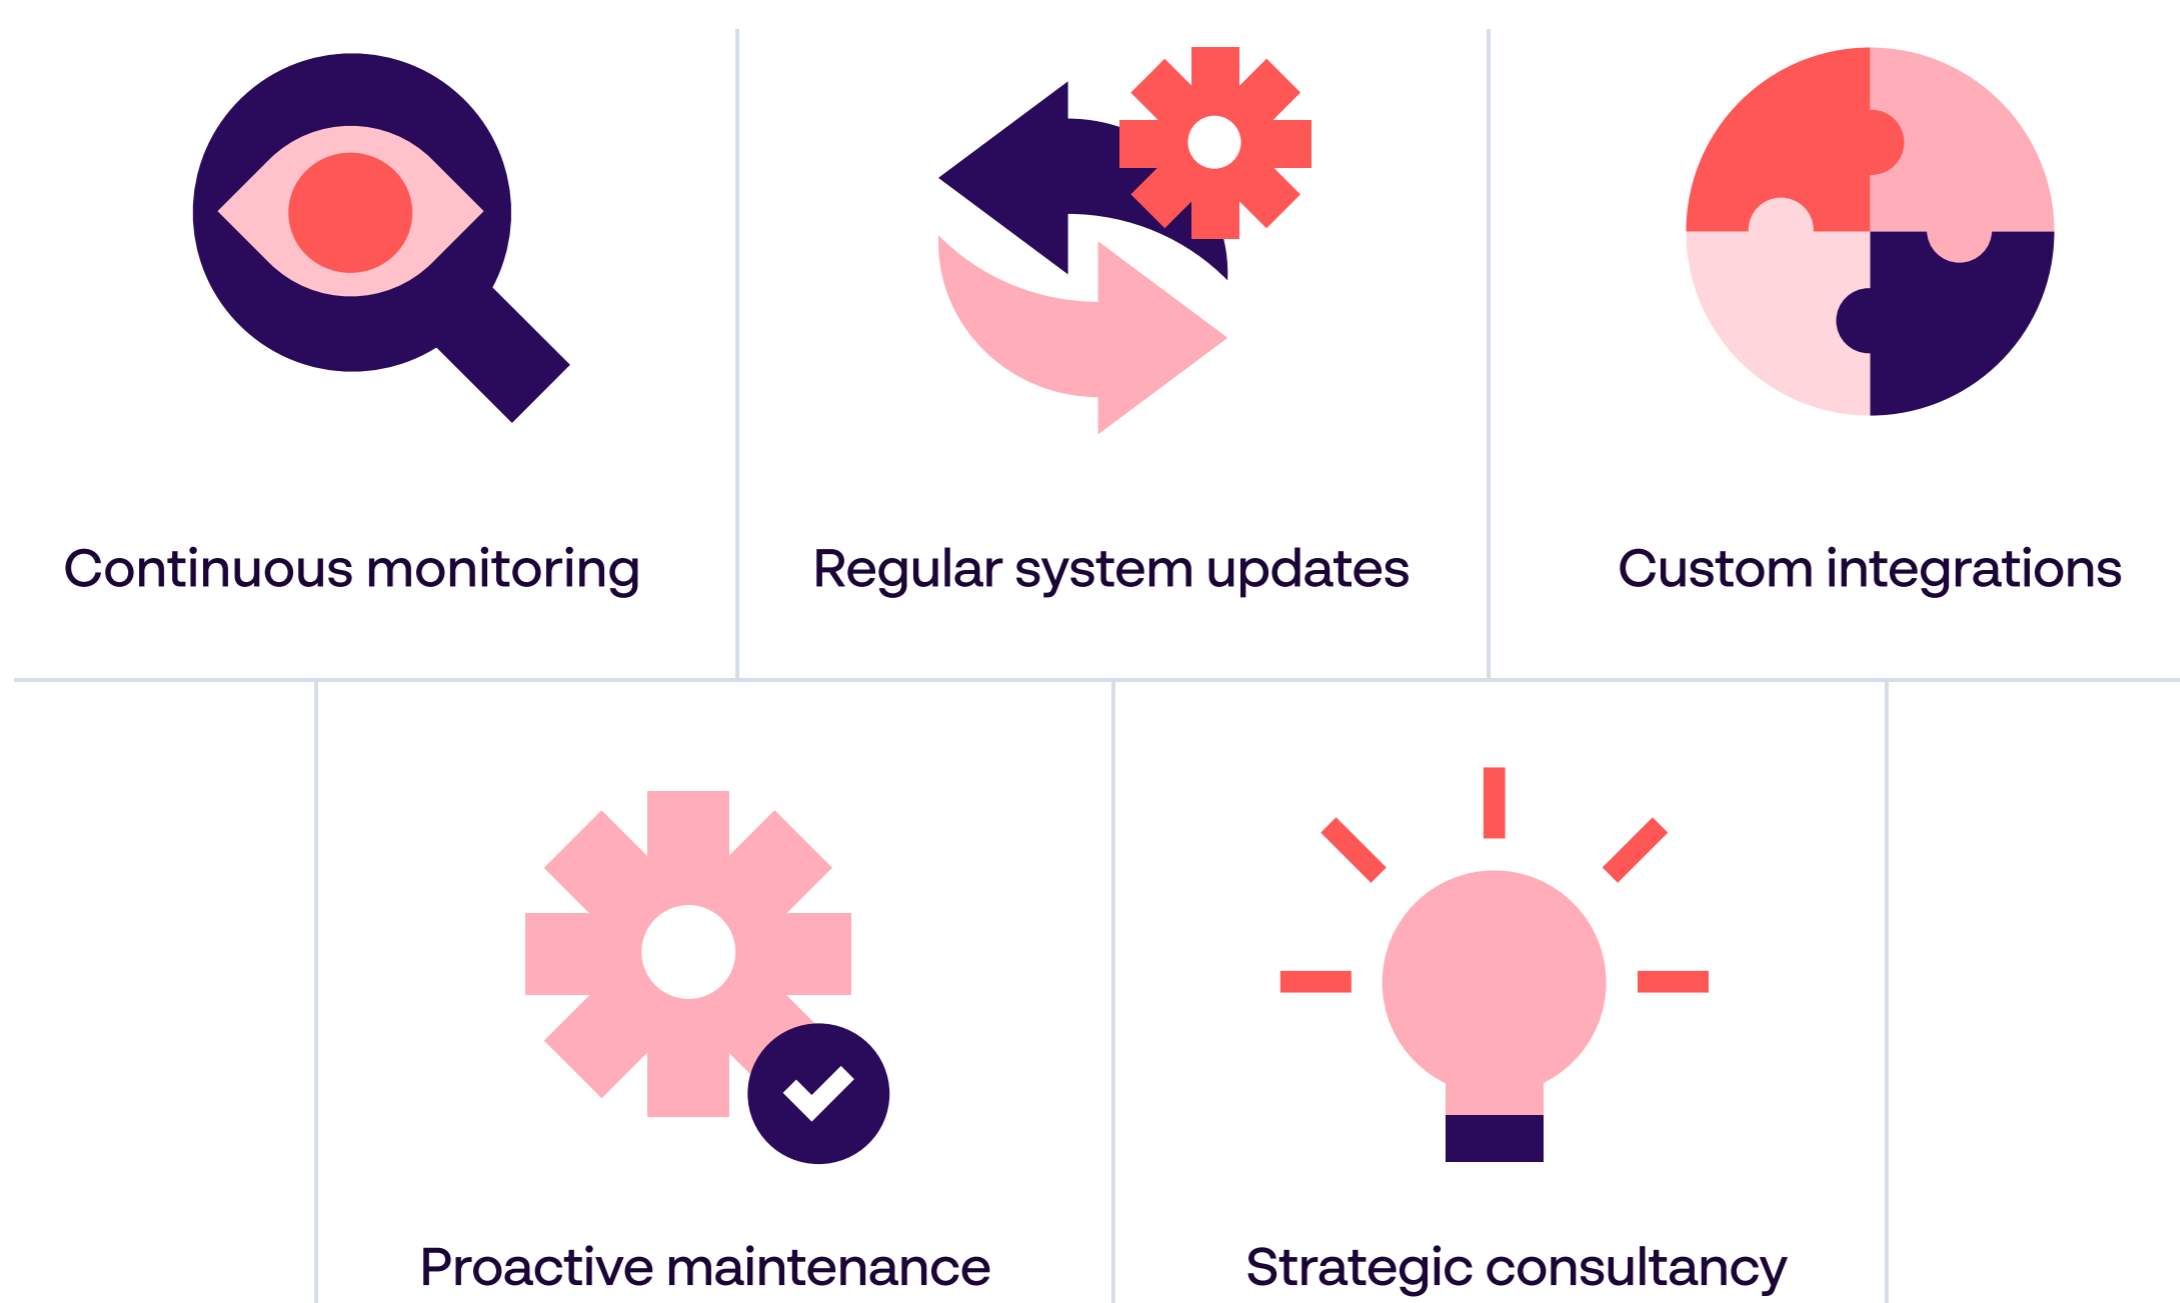 Continuous monitoring
Regular system updates
Custom integrations
Proactive maintenance
Strategic consultancy